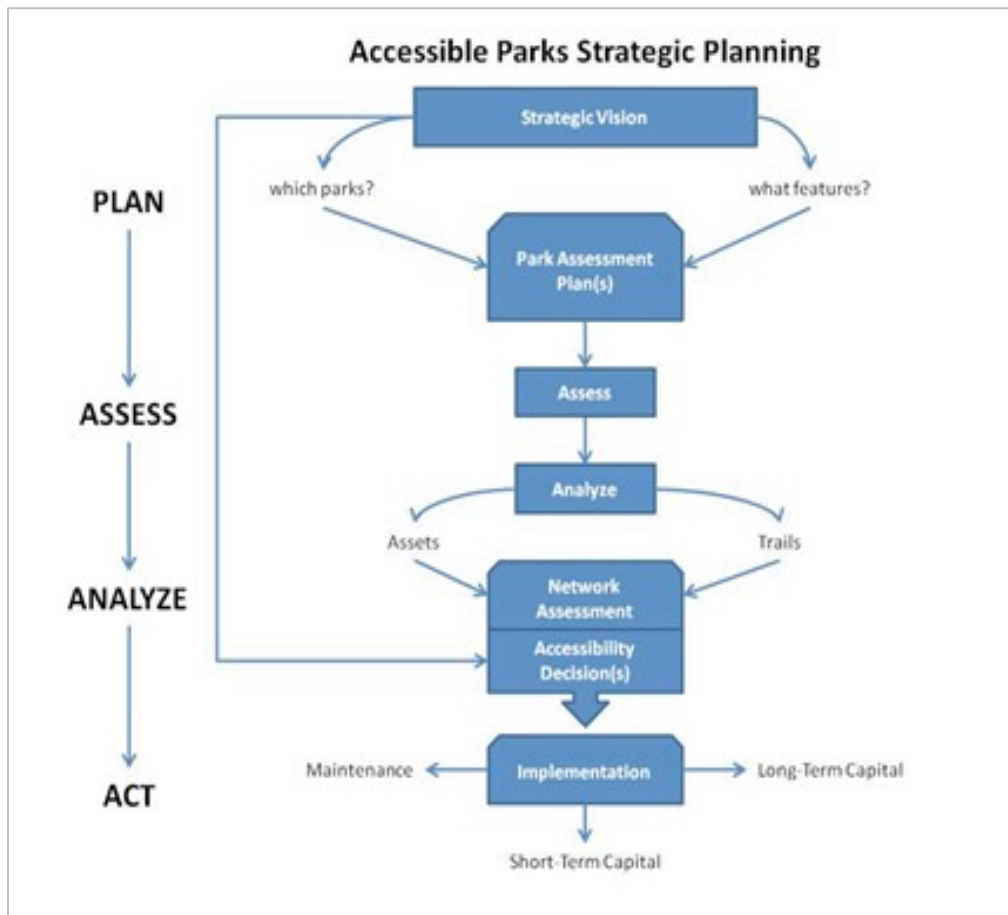 Accessible Parks Strategic Planning
Strategic Vision
which parks?
what features?
PLAN
Park Assessment
Plan(s)
Assess
ASSESS
Analyze
Assets
Trails
ANALYZE
Network
Assessment
Accessibility
Decision(s)
Maintenance
Implementation
Long-Term Capital
ACT
Short-Term Capital